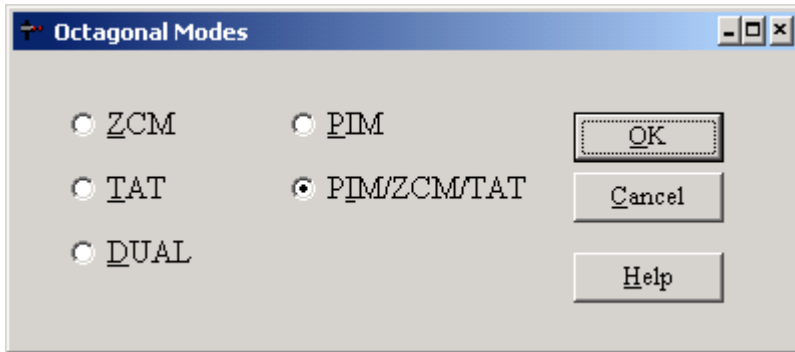 Octagonal Modes
ZCM
PIM
OK
TAT
PIM/ZCM/TAT
Cancel
DUAL
Help